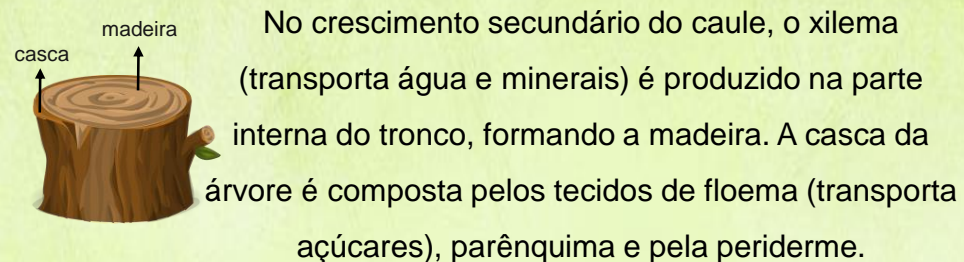 madeira
casca
No crescimento secundário do caule, o xilema
(transporta água e minerais) é produzido na parte
interna do tronco, formando a madeira. A casca da
árvore é composta pelos tecidos de floema (transporta
açúcares), parênquima e pela periderme.